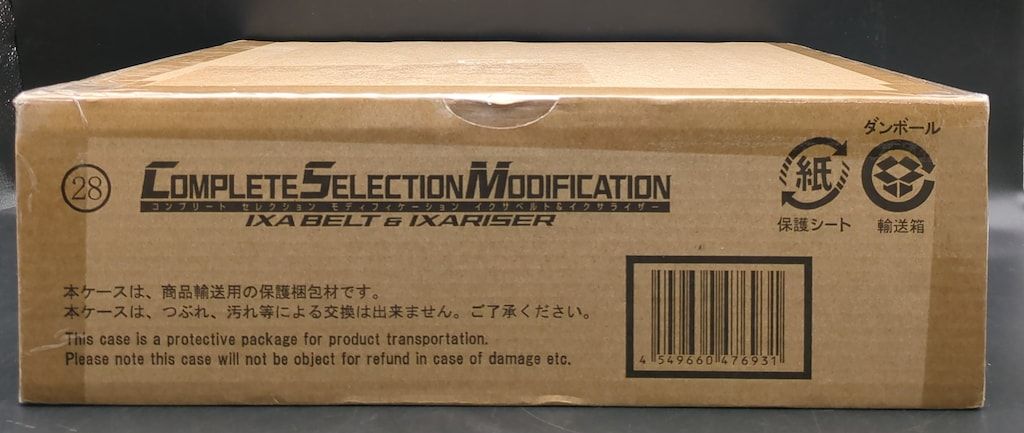 28
COMPLETE SELECTION MODIFICATION
コンプリート セレクション モディフィケーション イクサベルト&イクサライザー
IXA BELT & IXARISER
ダンボール
紙
保護シート
輸送箱
本ケースは、商品輸送用の保護梱包材です。
本ケースは、つぶれ、汚れ等による交換は出来ません。ご了承ください。
This case is a protective package for product transportation.
Please note this case will not be object for refund in case of damage etc.
4 549660 476931